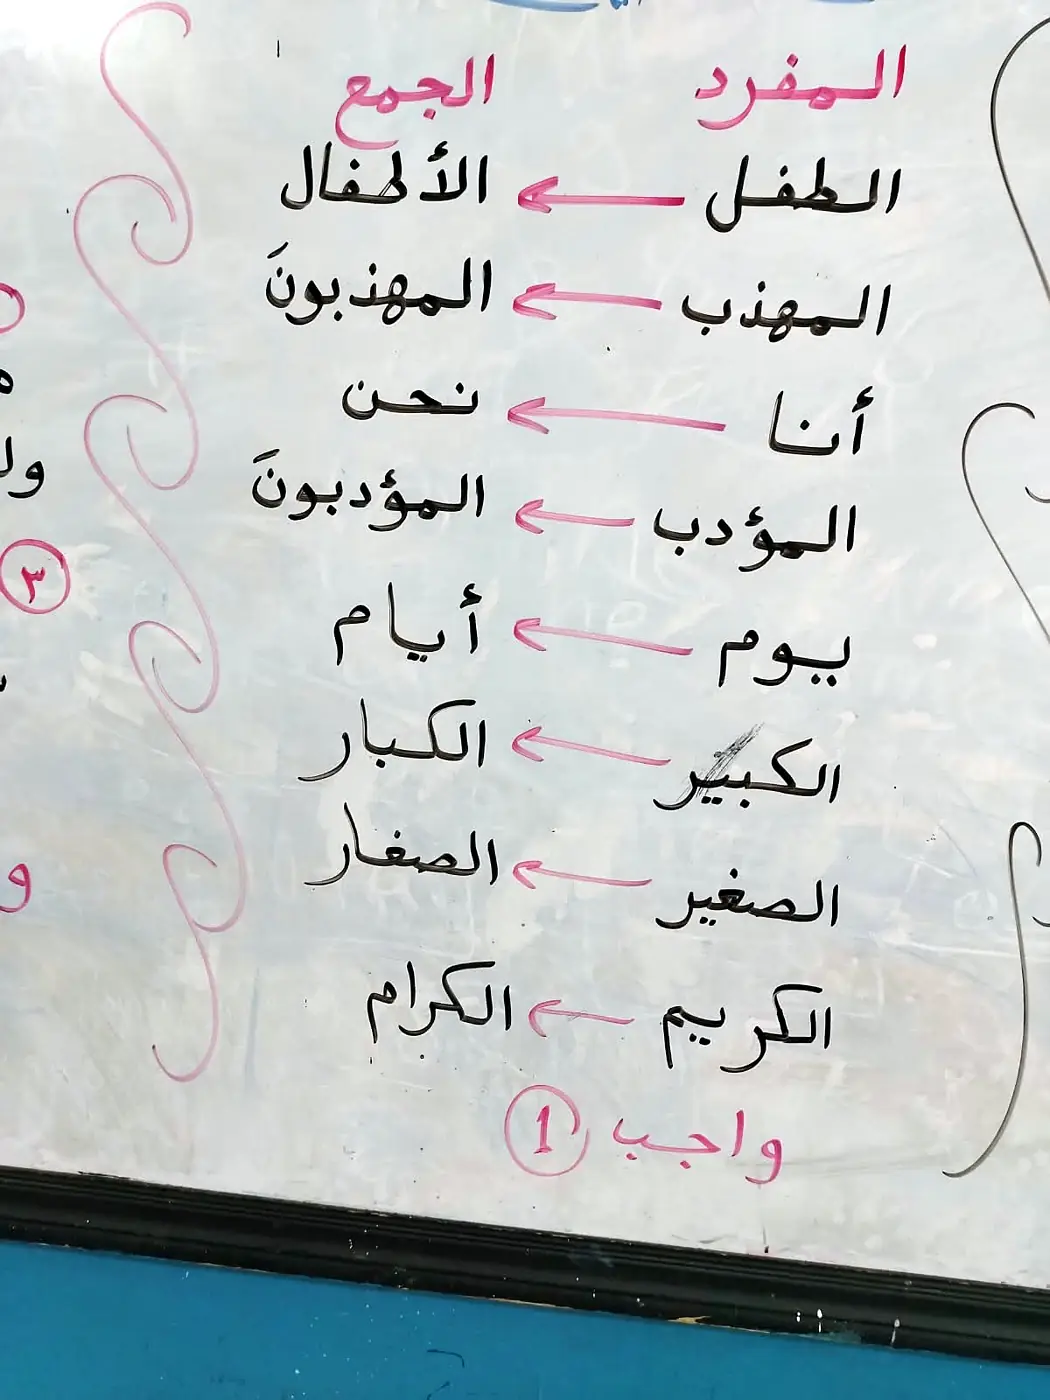 المفرد الجمع
الطفل ← الأطفال
المهذب ← المهذبونَ
أنا ← نحن
المؤدب ← المؤدبونَ
يوم ← أيام
الكبير ← الكبار
الصغير ← الصغار
الكريم ← الكرام
واجب 1
٣